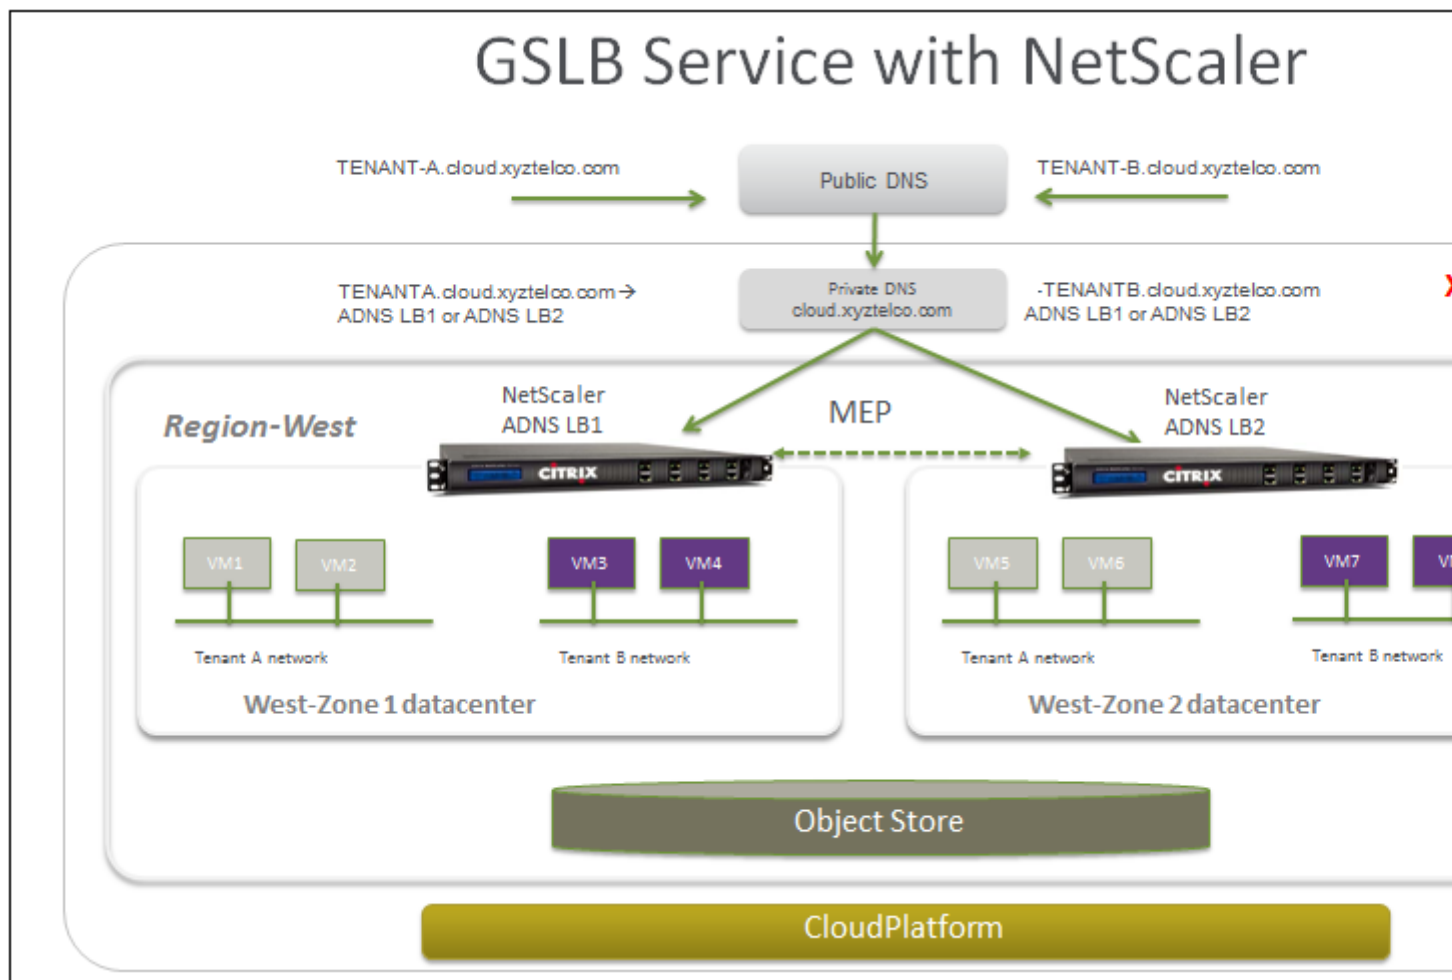 GSLB Service with NetScaler
TENANT-A.cloud.xyztelco.com
Public DNS
TENANT-B.cloud.xyztelco.com
TENANTA.cloud.xyztelco.com→
ADNS LB1 or ADNS LB2
Private DNS
cloud.xyztelco.com
-TENANTB.cloud.xyztelco.com
ADNS LB1 or ADNS LB2
X
Region-West
NetScaler
ADNS LB1
MEP
NetScaler
ADNS LB2
CITRIX
CITRIX
VM1
VM2
VM3
VM4
VM5
VM6
VM7
Tenant A network
Tenant B network
Tenant A network
Tenant B network
West-Zone 1 datacenter
West-Zone 2 datacenter
Object Store
CloudPlatform